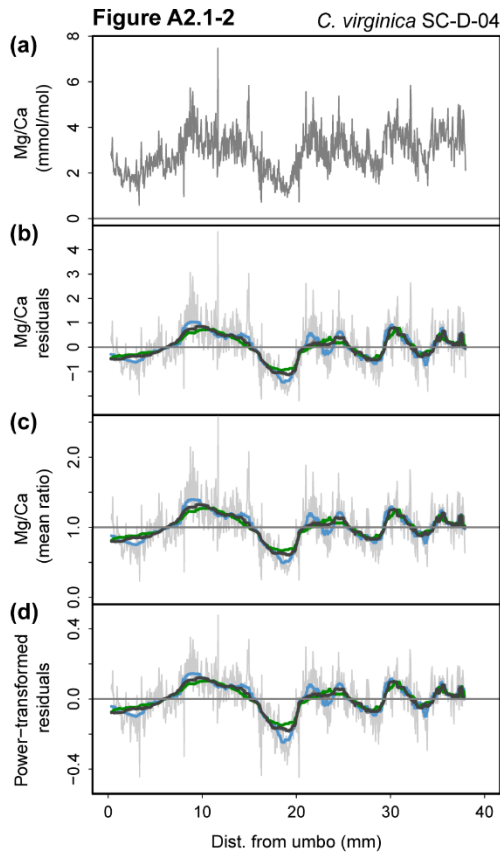 Figure A2.1-2
C. virginica SC-D-04
(a)
Mg/Ca
(mmol/mol)
8
6
4
2
0
(b)
Mg/Ca
residuals
4
3
2
1
0
−1
(c)
Mg/Ca
(mean ratio)
2.0
1.0
0.0
(d)
Power−transformed
residuals
0.4
0.0
−0.4
0 10 20 30 40
Dist. from umbo (mm)